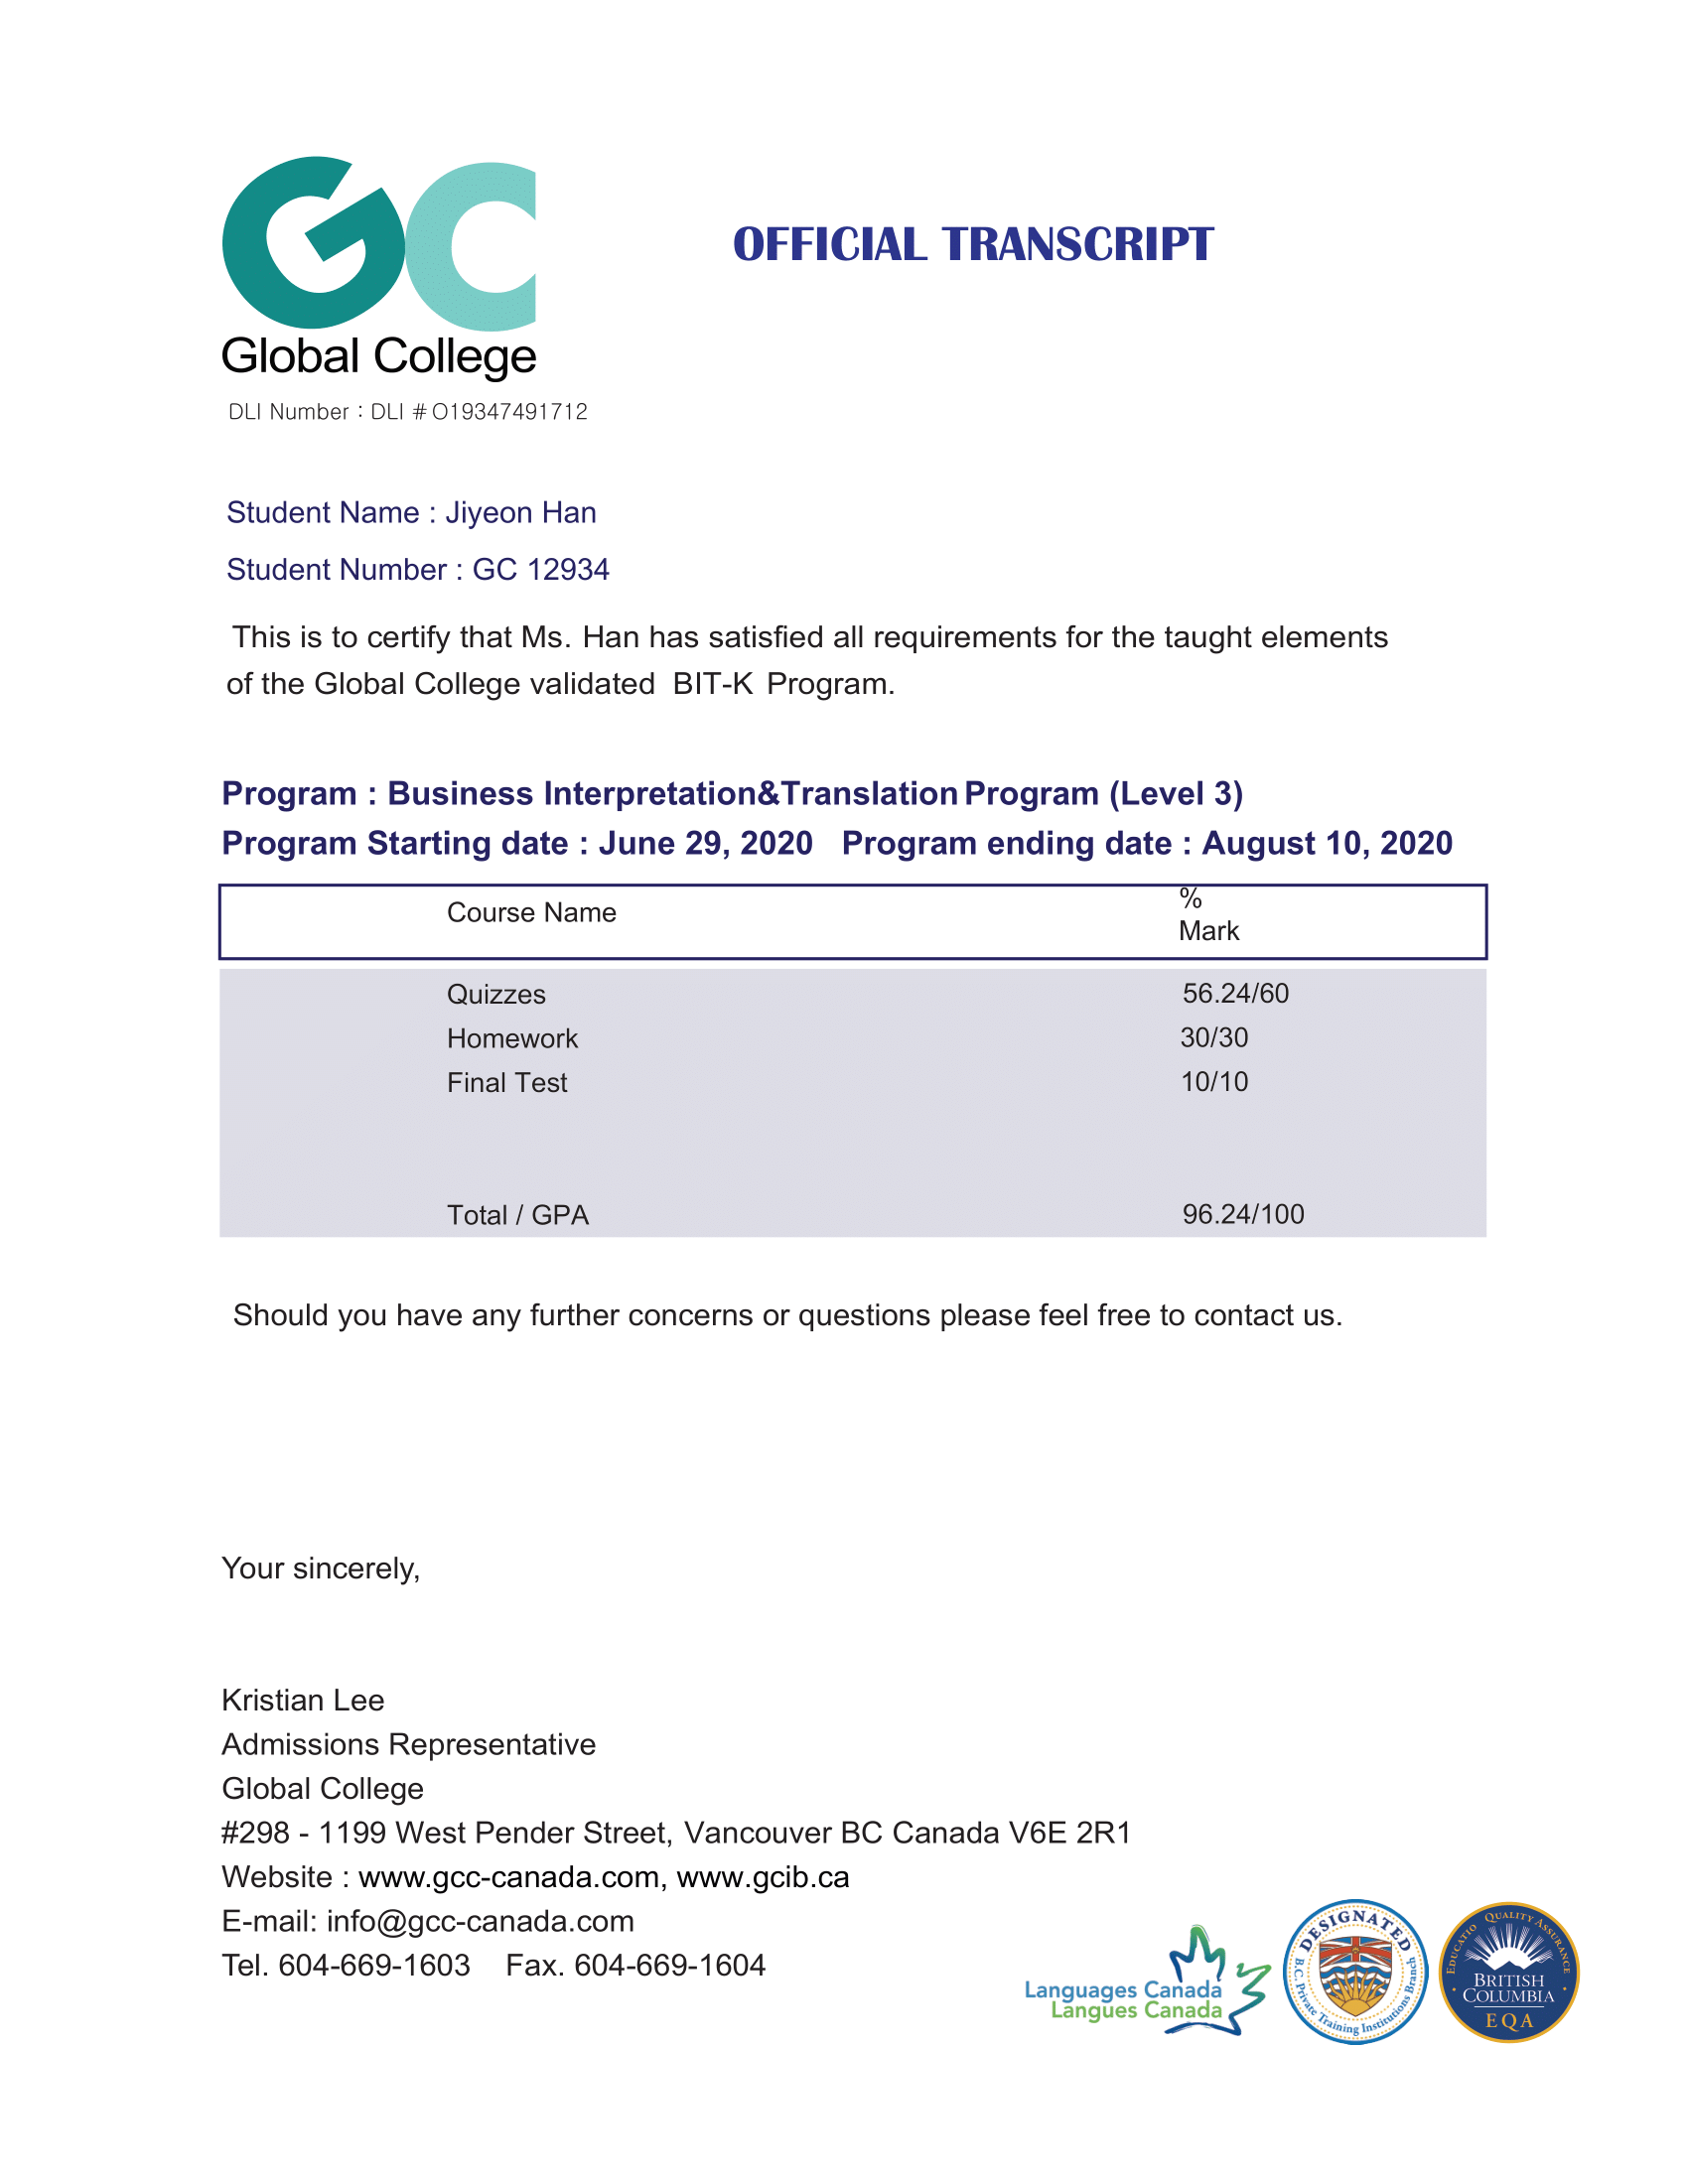 GC
OFFICIAL TRANSCRIPT
Global College
DLI Number : DLI # O19347491712
Student Name : Jiyeon Han
Student Number : GC 12934
This is to certify that Ms. Han has satisfied all requirements for the taught elements
of the Global College validated BIT-K Program.
Program : Business Interpretation&Translation Program (Level 3)
Program Starting date : June 29, 2020 Program ending date : August 10, 2020
Course Name
%
Mark
Quizzes 56.24/60
Homework 30/30
Final Test 10/10
Total / GPA 96.24/100
Should you have any further concerns or questions please feel free to contact us.
Your sincerely,
Kristian Lee
Admissions Representative
Global College
#298 - 1199 West Pender Street, Vancouver BC Canada V6E 2R1
Website : www.gcc-canada.com, www.gcib.ca
E-mail: info@gcc-canada.com
Tel. 604-669-1603 Fax. 604-669-1604
Languages Canada
Langues Canada
DESIGNATED
B.C. Private Training Institutions Branch
EDUCATIO QUALITY ASSURANCE
BRITISH
COLUMBIA
EQA